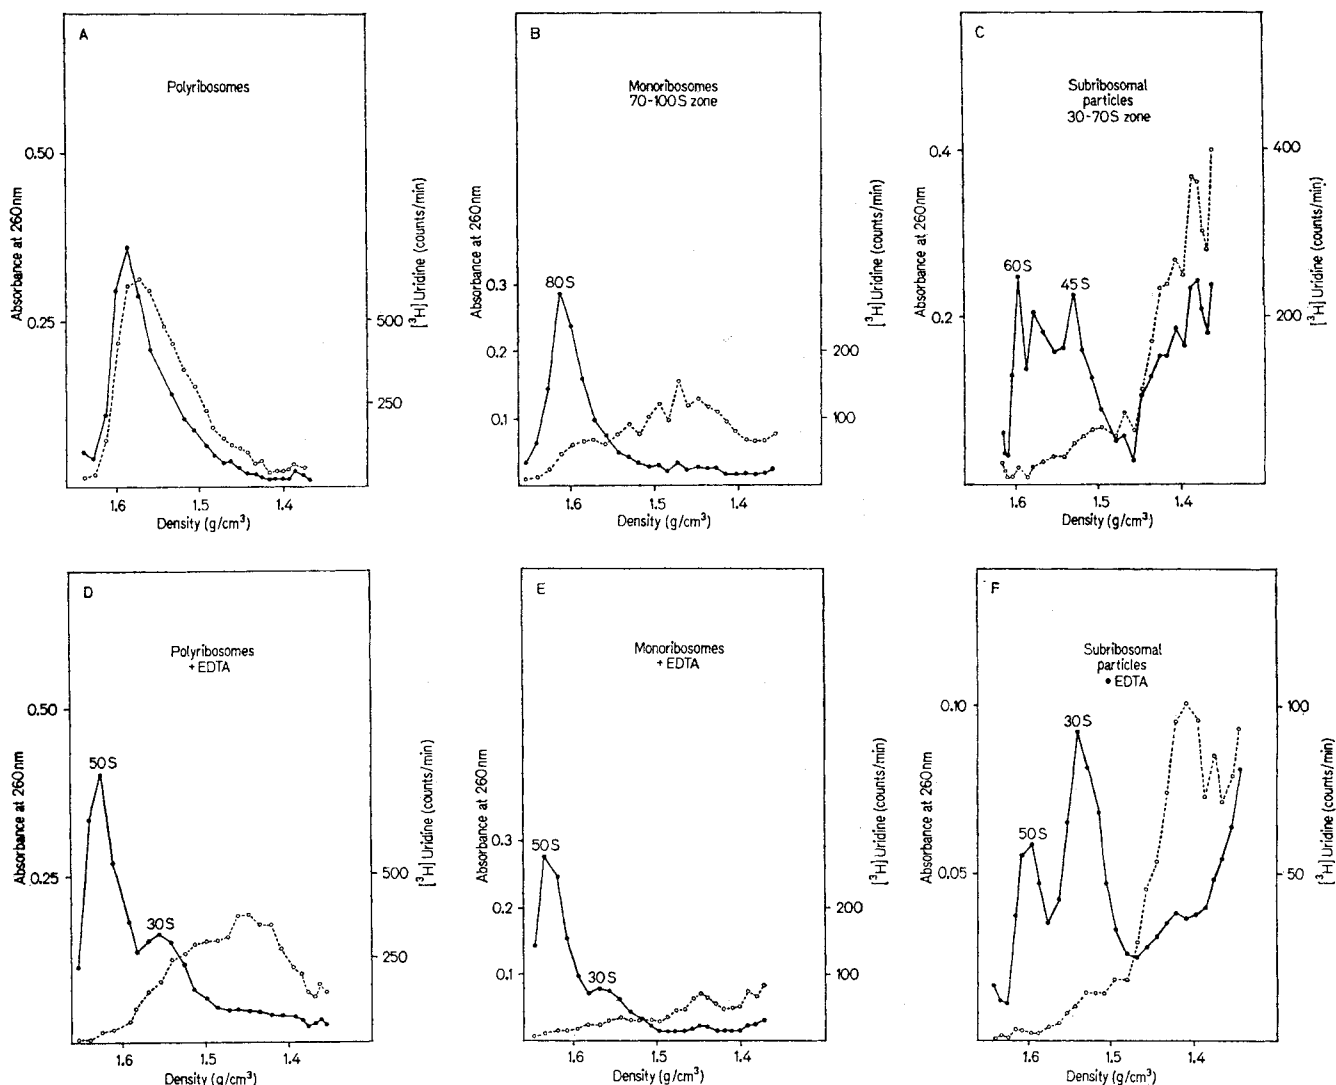 A
Polyribosomes
0.50
0.25
500
250
Absorbance at 260nm
[³H] Uridine (counts/min)
1.6
1.5
1.4
Density (g/cm³)
B
Monoribosomes
70-100S zone
80S
0.3
0.2
0.1
200
100
Absorbance at 260nm
[³H] Uridine (counts/min)
1.6
1.5
1.4
Density (g/cm³)
C
Subribosomal
particles
30-70S zone
60S
45S
0.4
0.2
400
200
Absorbance at 260nm
[³H] Uridine (counts/min)
1.6
1.5
1.4
Density (g/cm³)
D
Polyribosomes
+ EDTA
50S
30S
0.50
0.25
500
250
Absorbance at 260nm
[³H] Uridine (counts/min)
1.6
1.5
1.4
Density (g/cm³)
E
Monoribosomes
+ EDTA
50S
30S
0.3
0.2
0.1
200
100
Absorbance at 260nm
[³H] Uridine (counts/min)
1.6
1.5
1.4
Density (g/cm³)
F
Subribosomal
particles
• EDTA
50S
30S
0.10
0.05
100
50
Absorbance at 260nm
[³H] Uridine (counts/min)
1.6
1.5
1.4
Density (g/cm³)